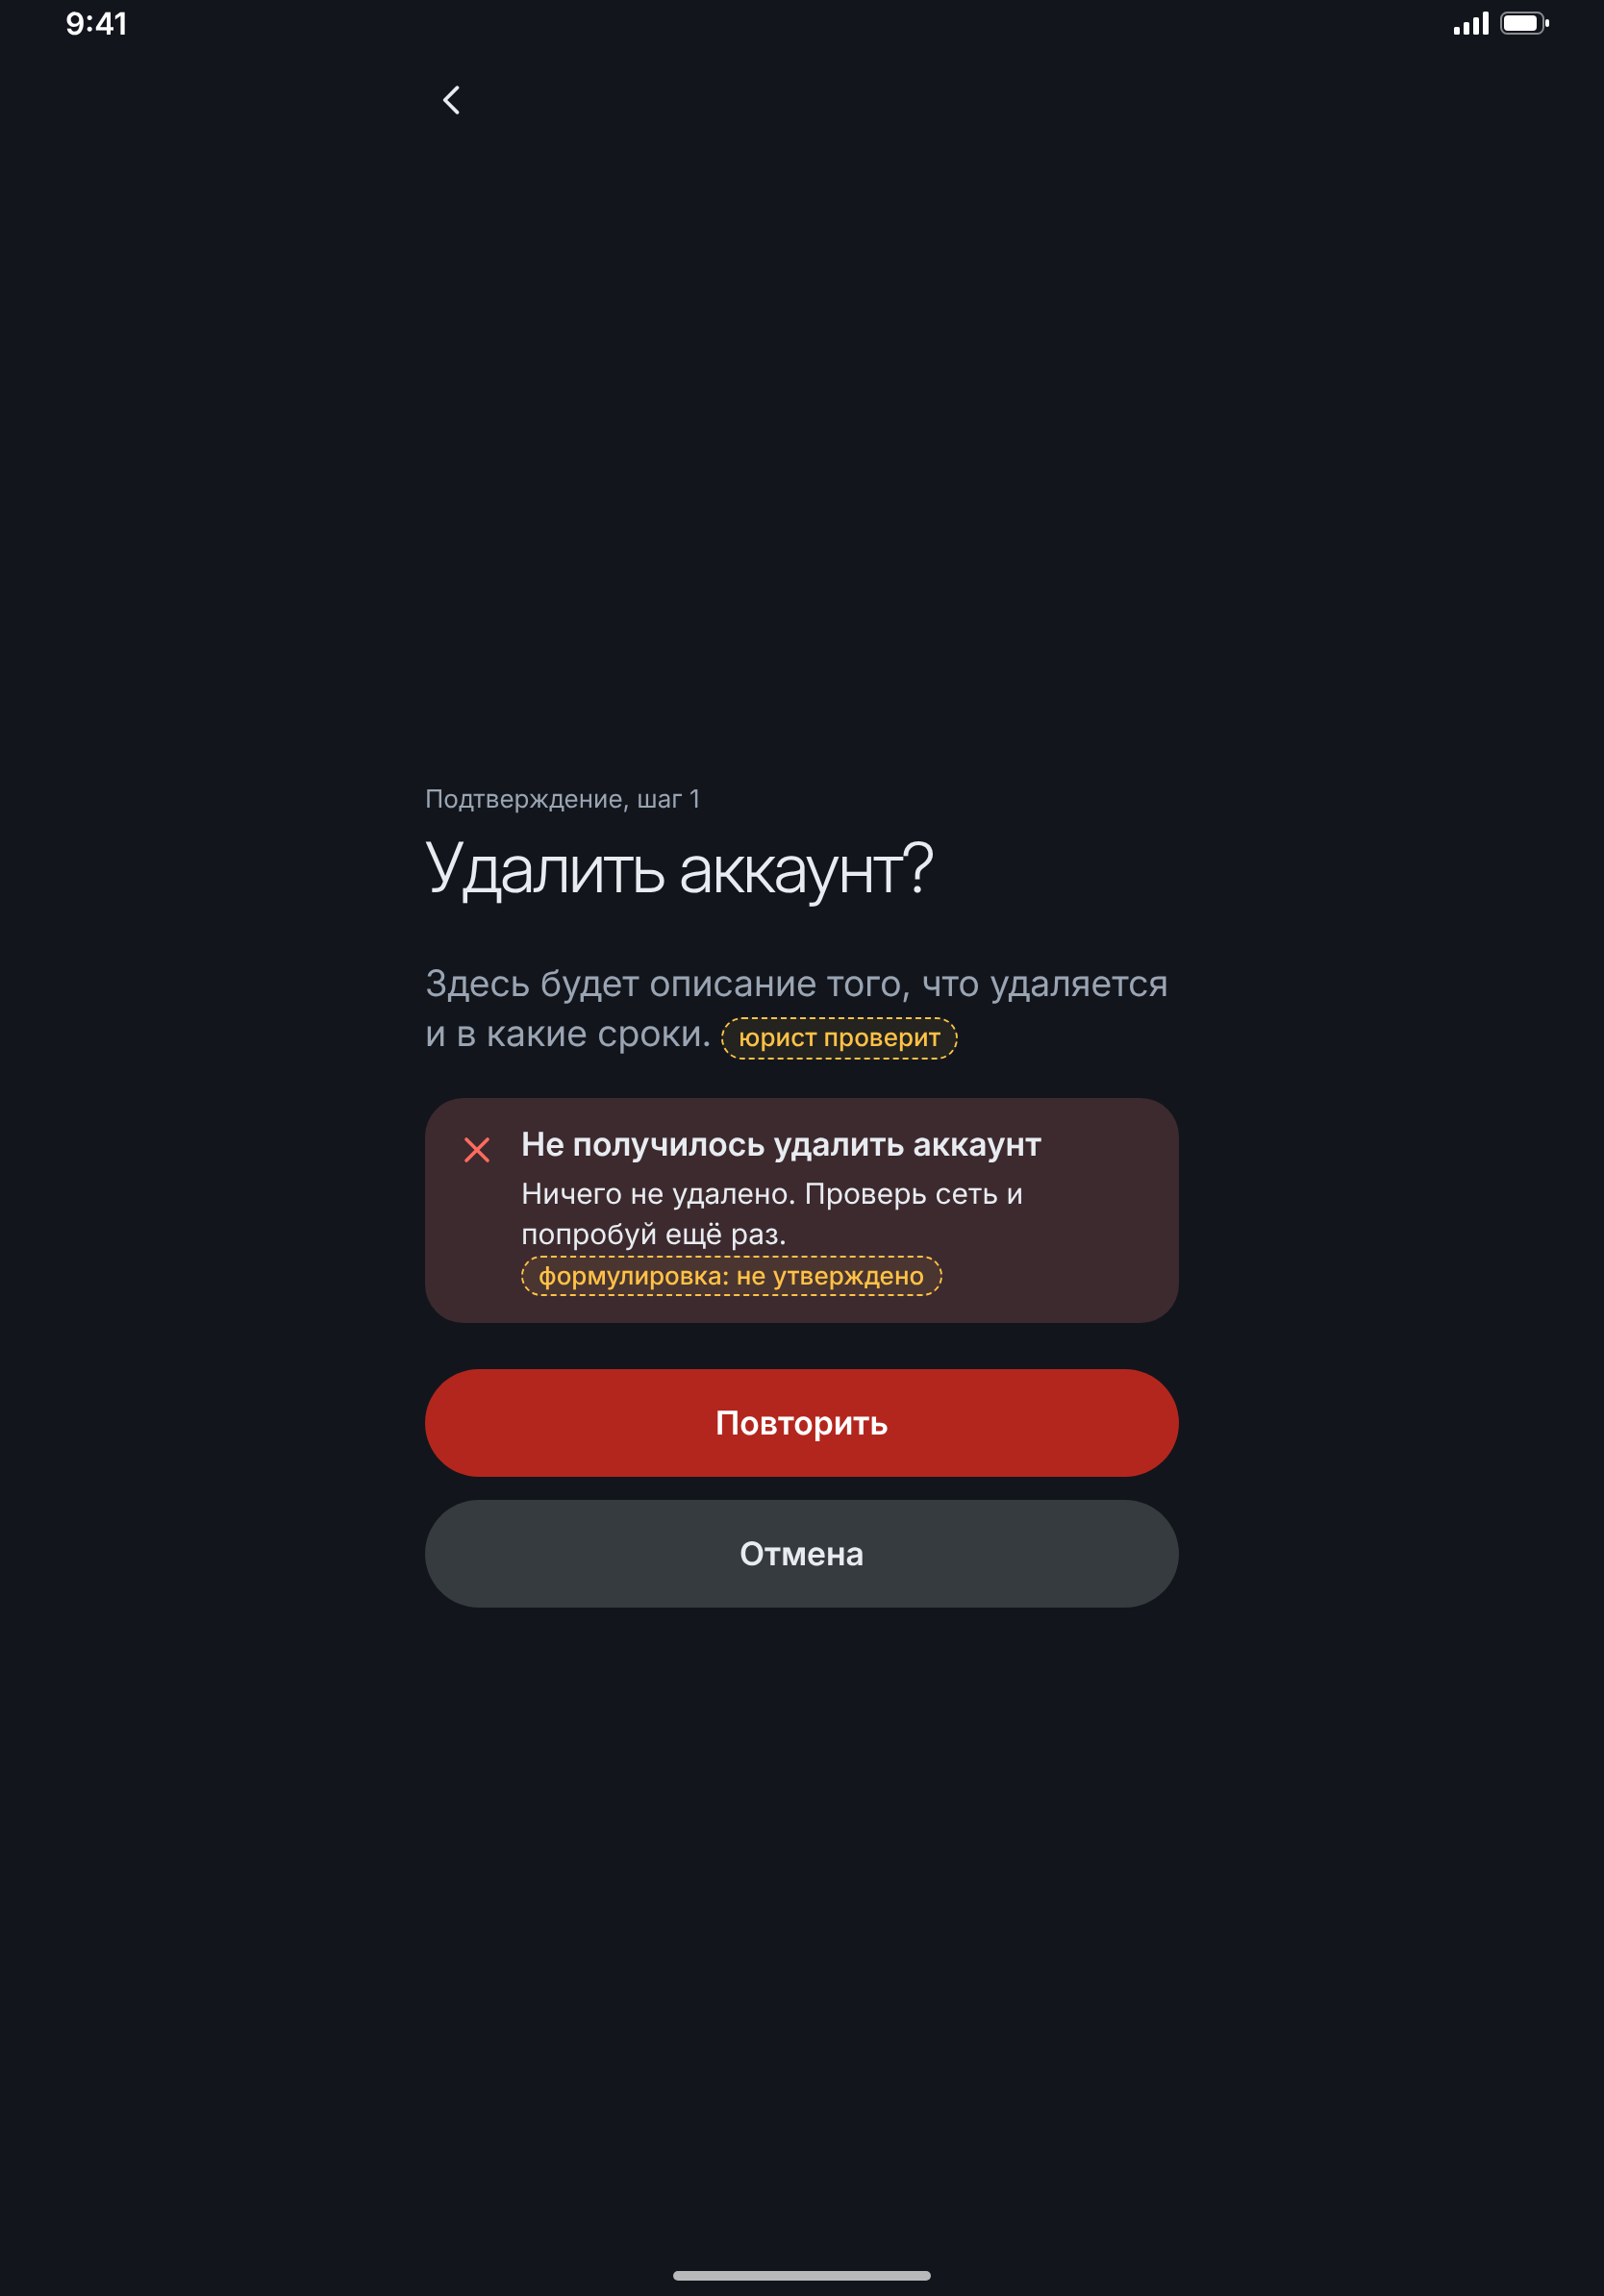 9:41
Подтверждение, шаг 1
Удалить аккаунт?
Здесь будет описание того, что удаляется
и в какие сроки. юрист проверит
Не получилось удалить аккаунт
Ничего не удалено. Проверь сеть и
попробуй ещё раз.
формулировка: не утверждено
Повторить
Отмена